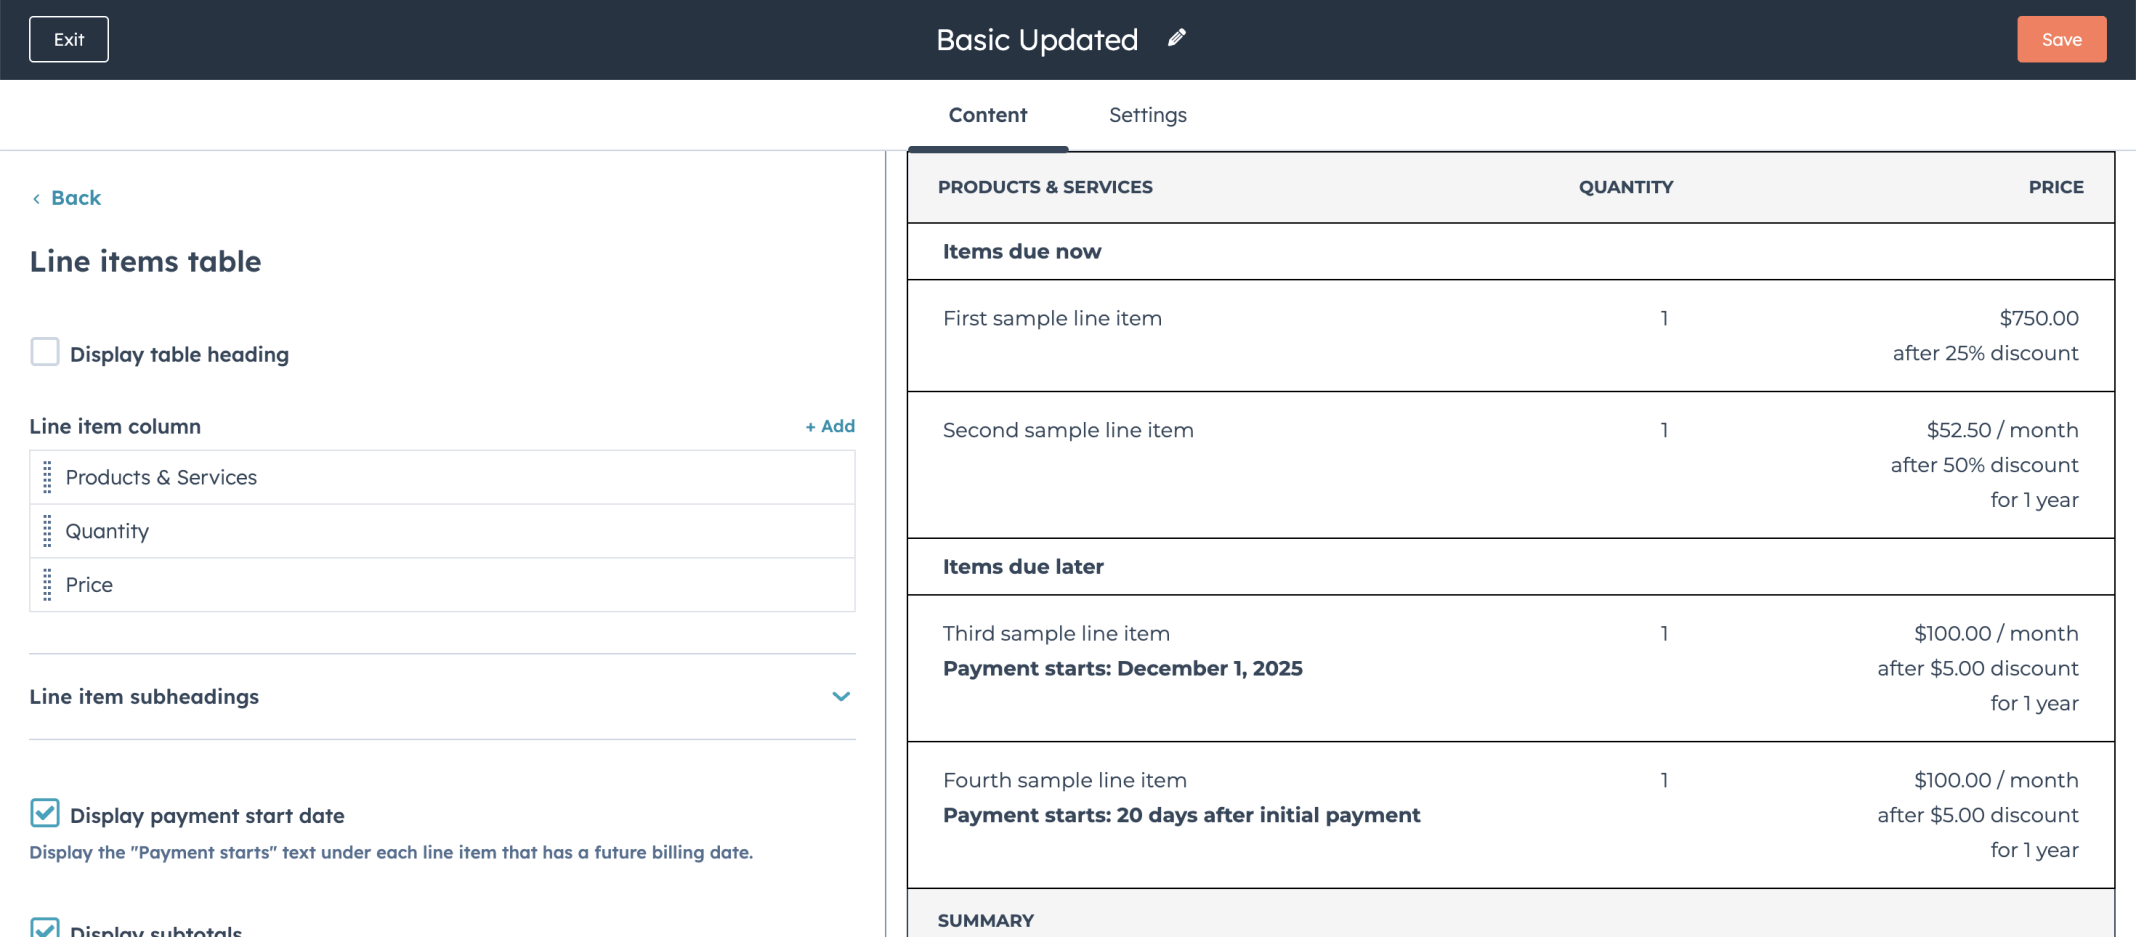 Exit
Basic Updated
Save
Content
Settings
Back
Line items table
Display table heading
Line item column
+ Add
Products & Services
Quantity
Price
Line item subheadings
Display payment start date
Display the "Payment starts" text under each line item that has a future billing date.
Display subtotals
PRODUCTS & SERVICES QUANTITY PRICE
Items due now
First sample line item 1 $750.00
after 25% discount
Second sample line item 1 $52.50 / month
after 50% discount
for 1 year
Items due later
Third sample line item 1 $100.00 / month
Payment starts: December 1, 2025 after $5.00 discount
for 1 year
Fourth sample line item 1 $100.00 / month
Payment starts: 20 days after initial payment after $5.00 discount
for 1 year
SUMMARY